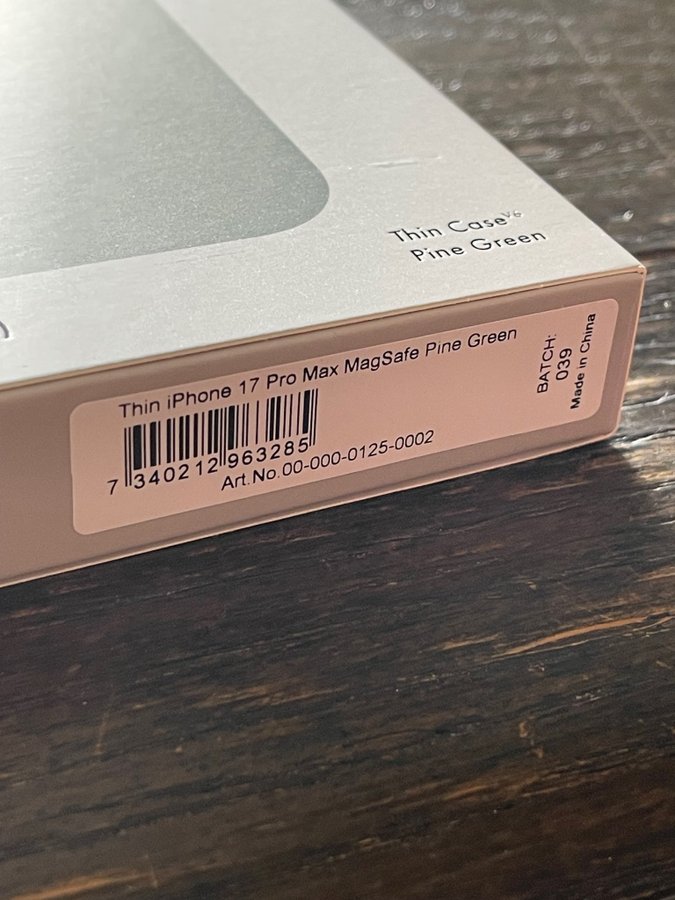 Thin Case V6
Pine Green
Thin iPhone 17 Pro Max MagSafe Pine Green
7 340212 963285
Art.No.00-000-0125-0002
BATCH:
039
Made in China